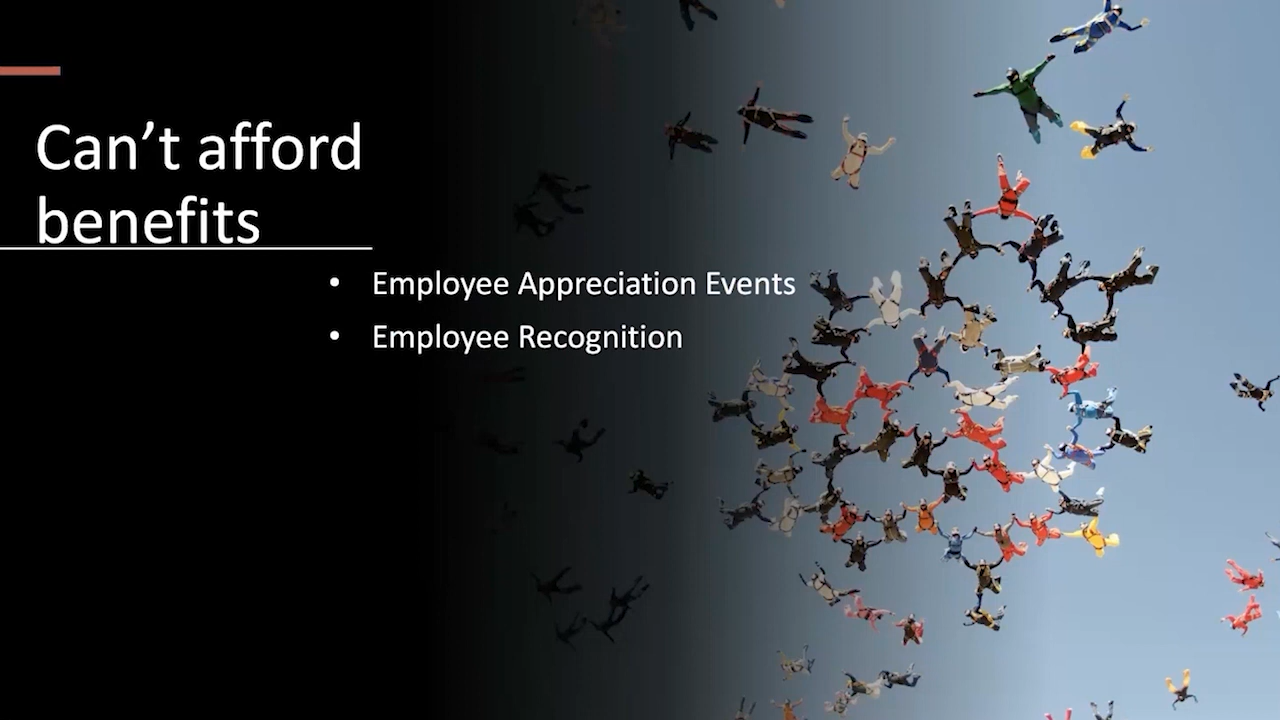 Can’t afford
benefits
• Employee Appreciation Events
• Employee Recognition